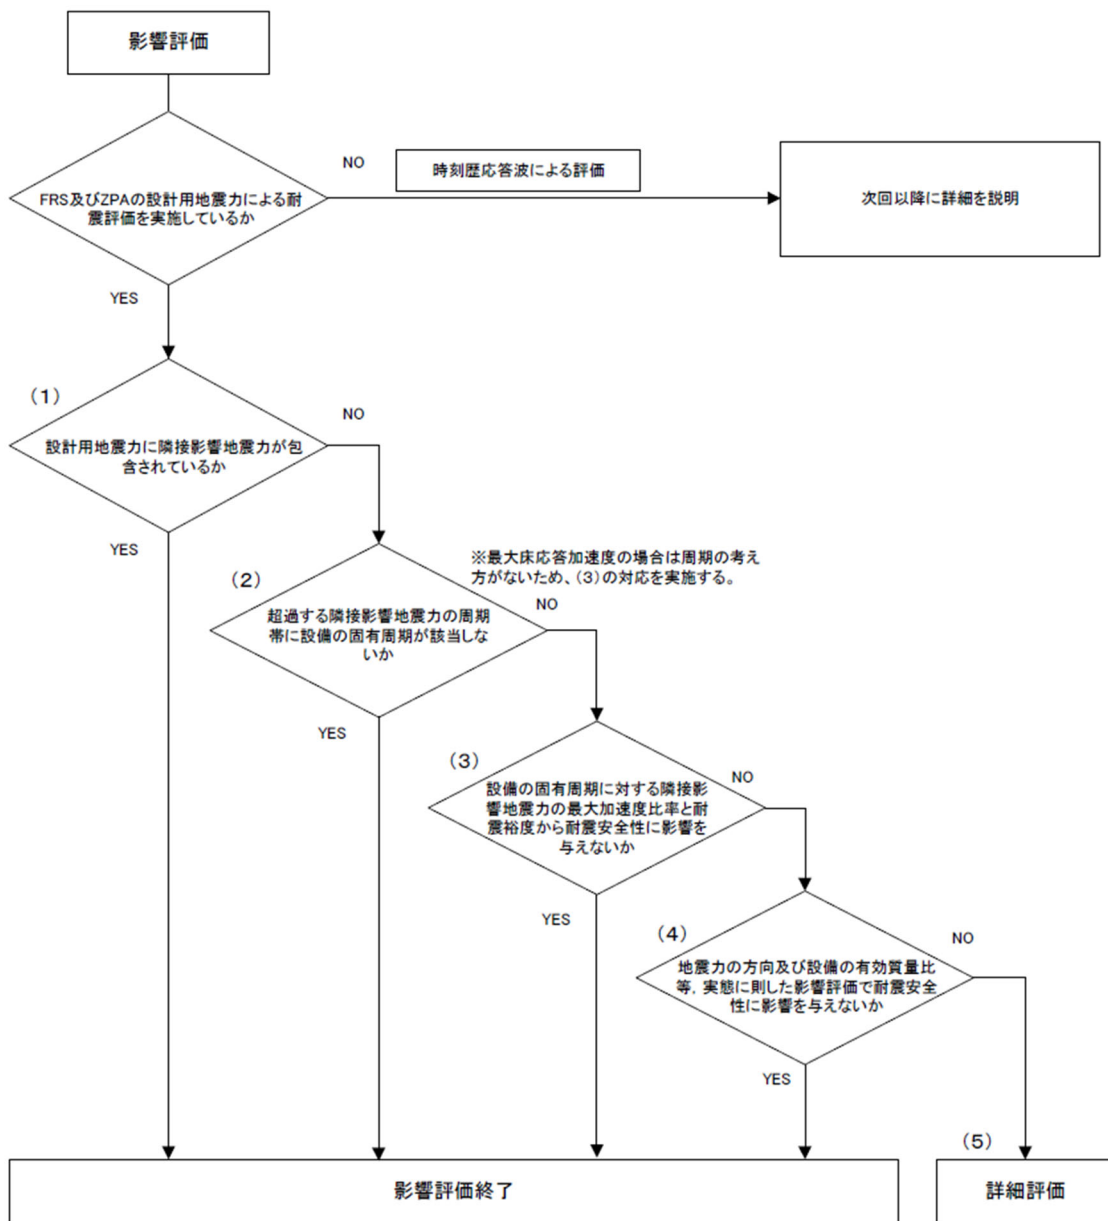 影響評価
FRS及びZPAの設計用地震力による耐
震評価を実施しているか
NO
時刻歴応答波による評価
次回以降に詳細を説明
YES
(1)
設計用地震力に隣接影響地震力が包
含されているか
NO
YES
※最大床応答加速度の場合は周期の考え
方がないため、(3)の対応を実施する。
(2)
超過する隣接影響地震力の周期
帯に設備の固有周期が該当しな
いか
NO
YES
(3)
設備の固有周期に対する隣接影
響地震力の最大加速度比率と耐
震裕度から耐震安全性に影響を
与えないか
NO
YES
(4)
地震力の方向及び設備の有効質量比
等，実態に則した影響評価で耐震安全
性に影響を与えないか
NO
YES
影響評価終了
(5)
詳細評価